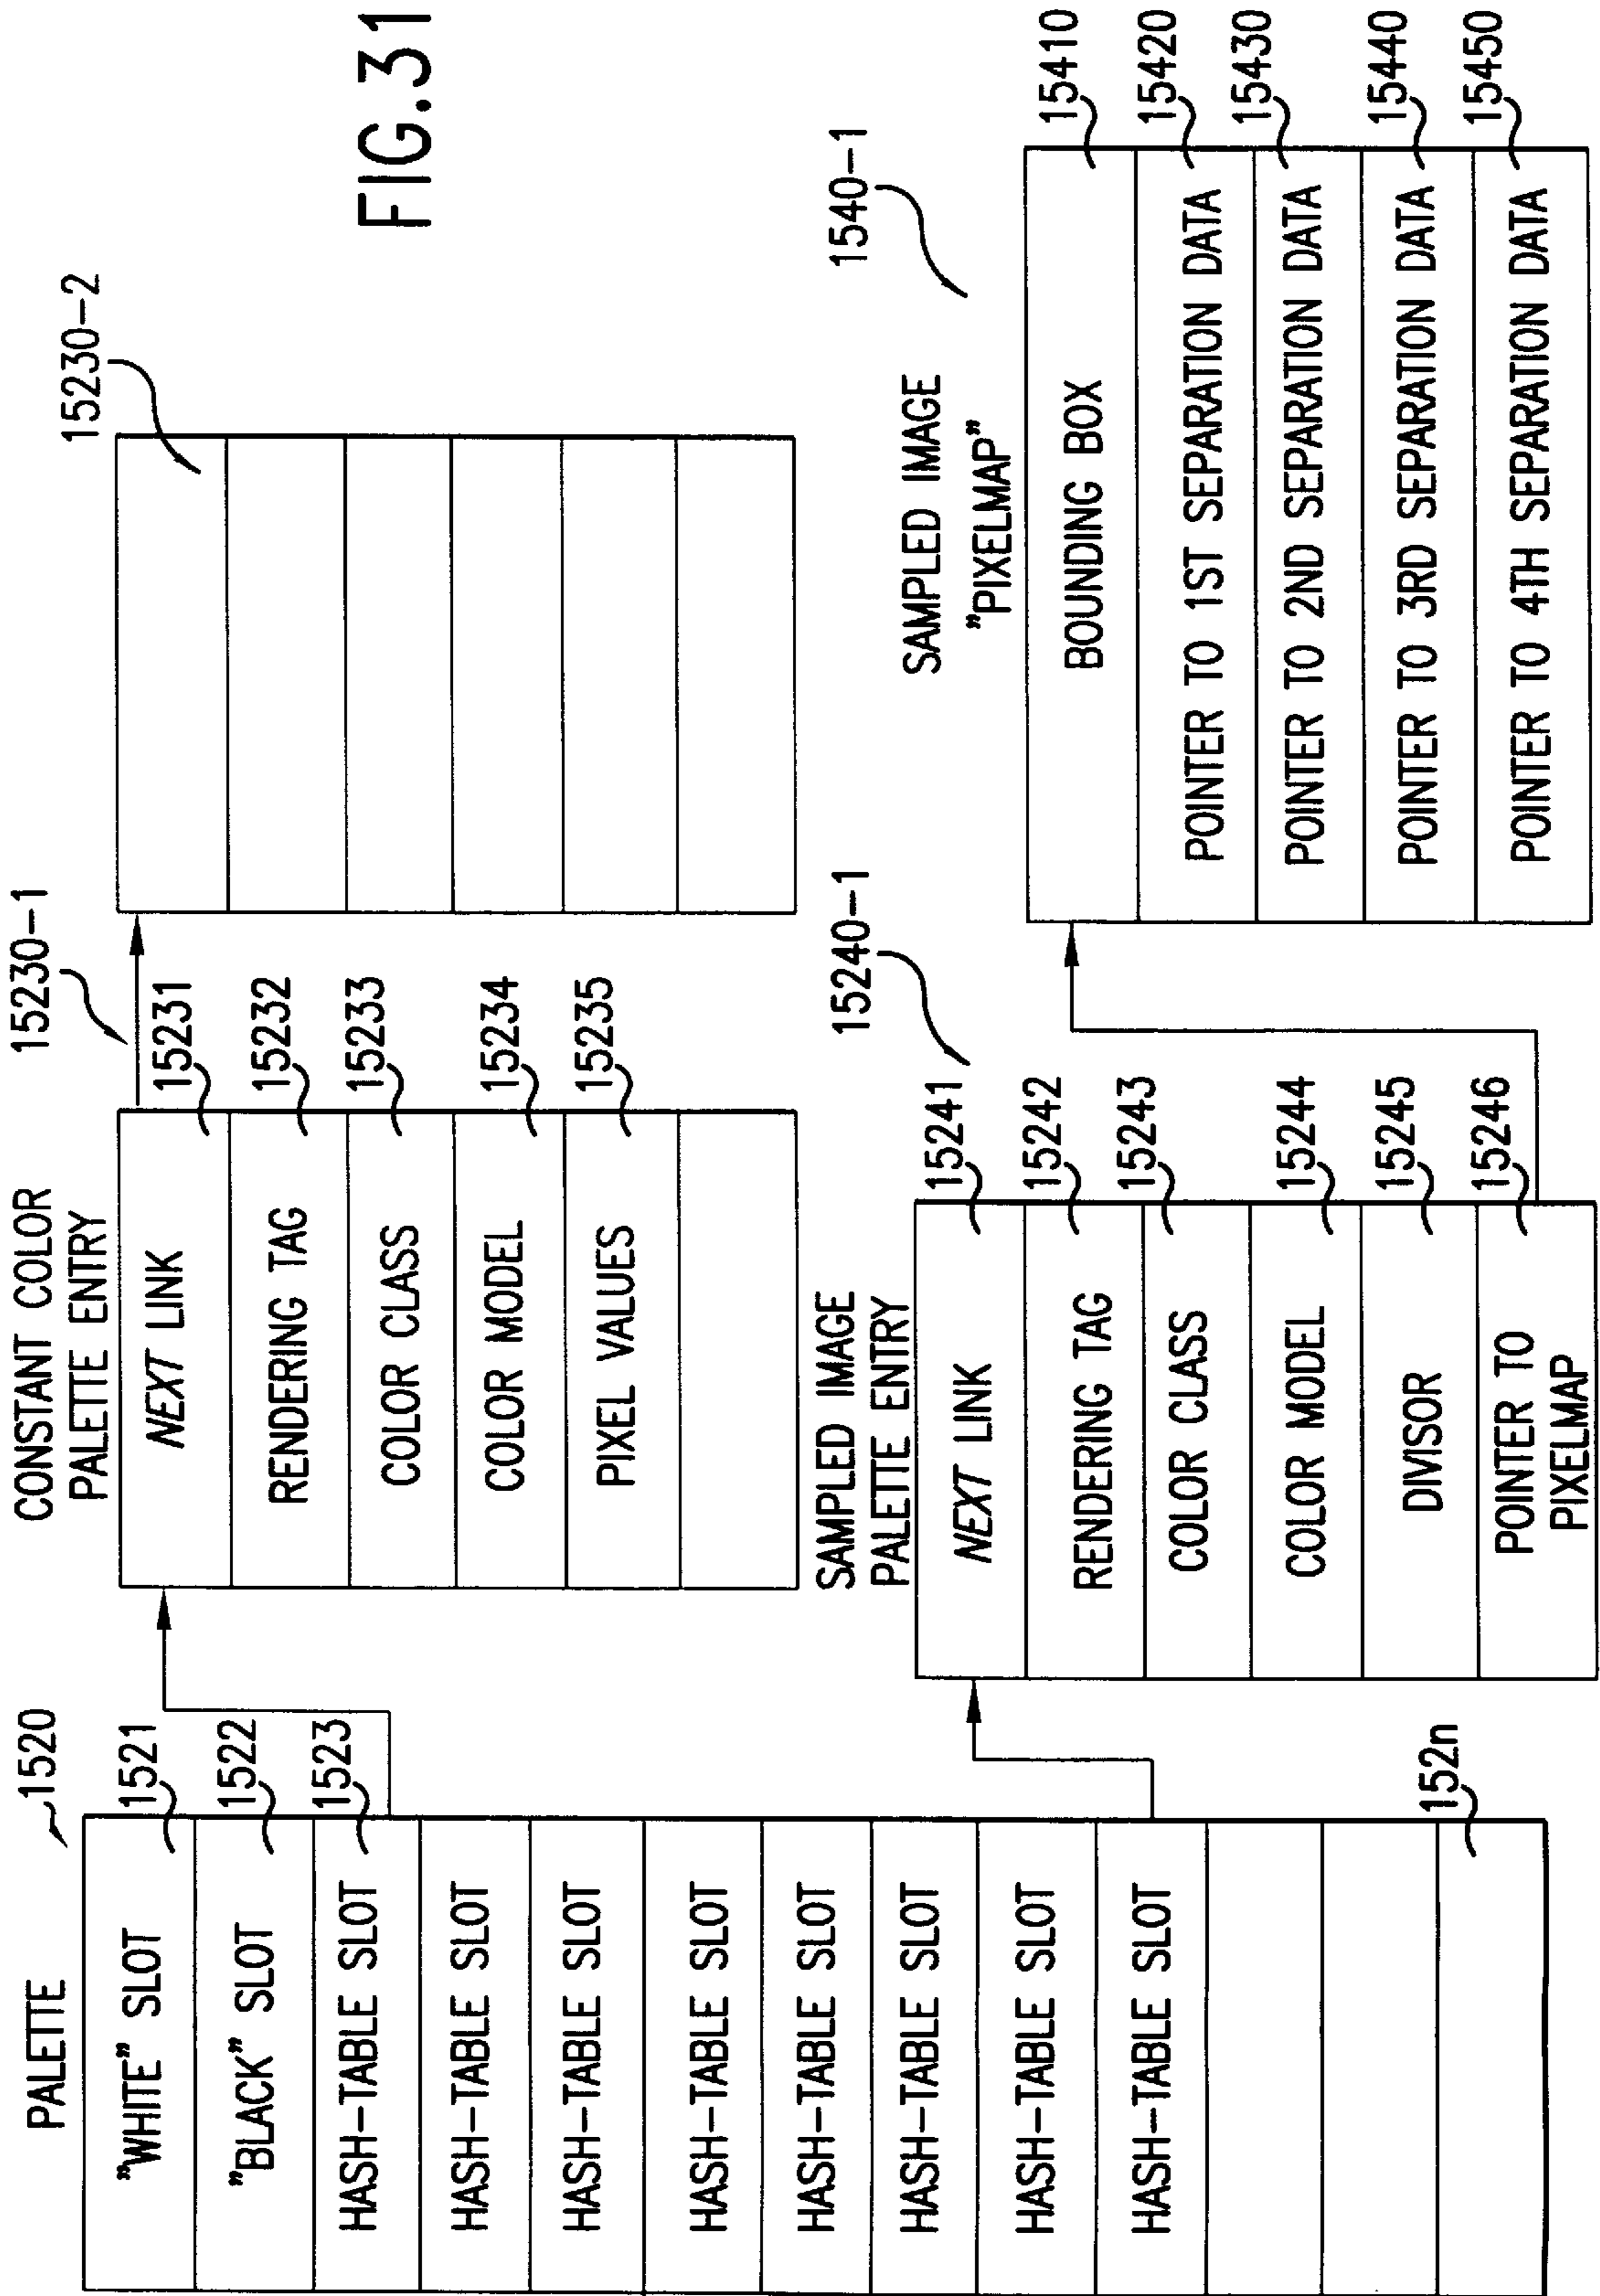 FIG.31
PALETTE
1520
"WHITE" SLOT
1521
"BLACK" SLOT
1522
HASH-TABLE SLOT
1523
HASH-TABLE SLOT
HASH-TABLE SLOT
HASH-TABLE SLOT
HASH-TABLE SLOT
HASH-TABLE SLOT
HASH-TABLE SLOT
HASH-TABLE SLOT
152n
CONSTANT COLOR
PALETTE ENTRY
15230-1
NEXT LINK
15231
RENDERING TAG
15232
COLOR CLASS
15233
COLOR MODEL
15234
PIXEL VALUES
15235
15230-2
SAMPLED IMAGE
PALETTE ENTRY
15240-1
NEXT LINK
15241
RENDERING TAG
15242
COLOR CLASS
15243
COLOR MODEL
15244
DIVISOR
15245
POINTER TO
PIXELMAP
15246
SAMPLED IMAGE
"PIXELMAP"
1540-1
BOUNDING BOX
15410
POINTER TO 1ST SEPARATION DATA
15420
POINTER TO 2ND SEPARATION DATA
15430
POINTER TO 3RD SEPARATION DATA
15440
POINTER TO 4TH SEPARATION DATA
15450